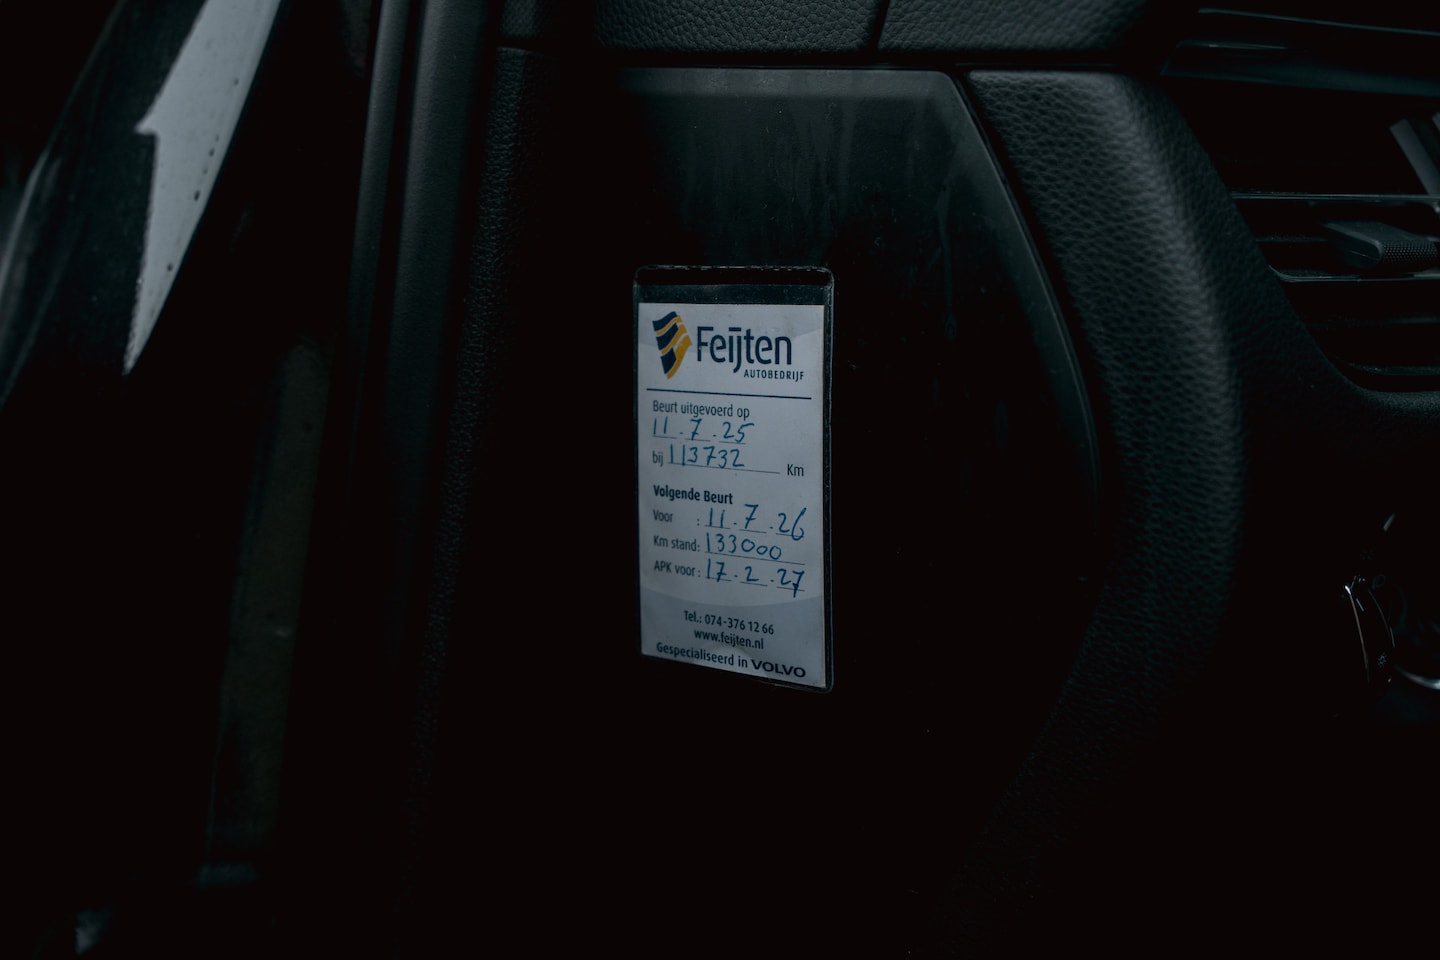 Feijten
AUTOBEDRIJF
Beurt uitgevoerd op
11.7.25
bij 113732 Km
Volgende Beurt
Voor : 11.7.26
Km stand: 133000
APK voor: 17.2.27
Tel.: 074-376 12 66
www.feijten.nl
Gespecialiseerd in VOLVO